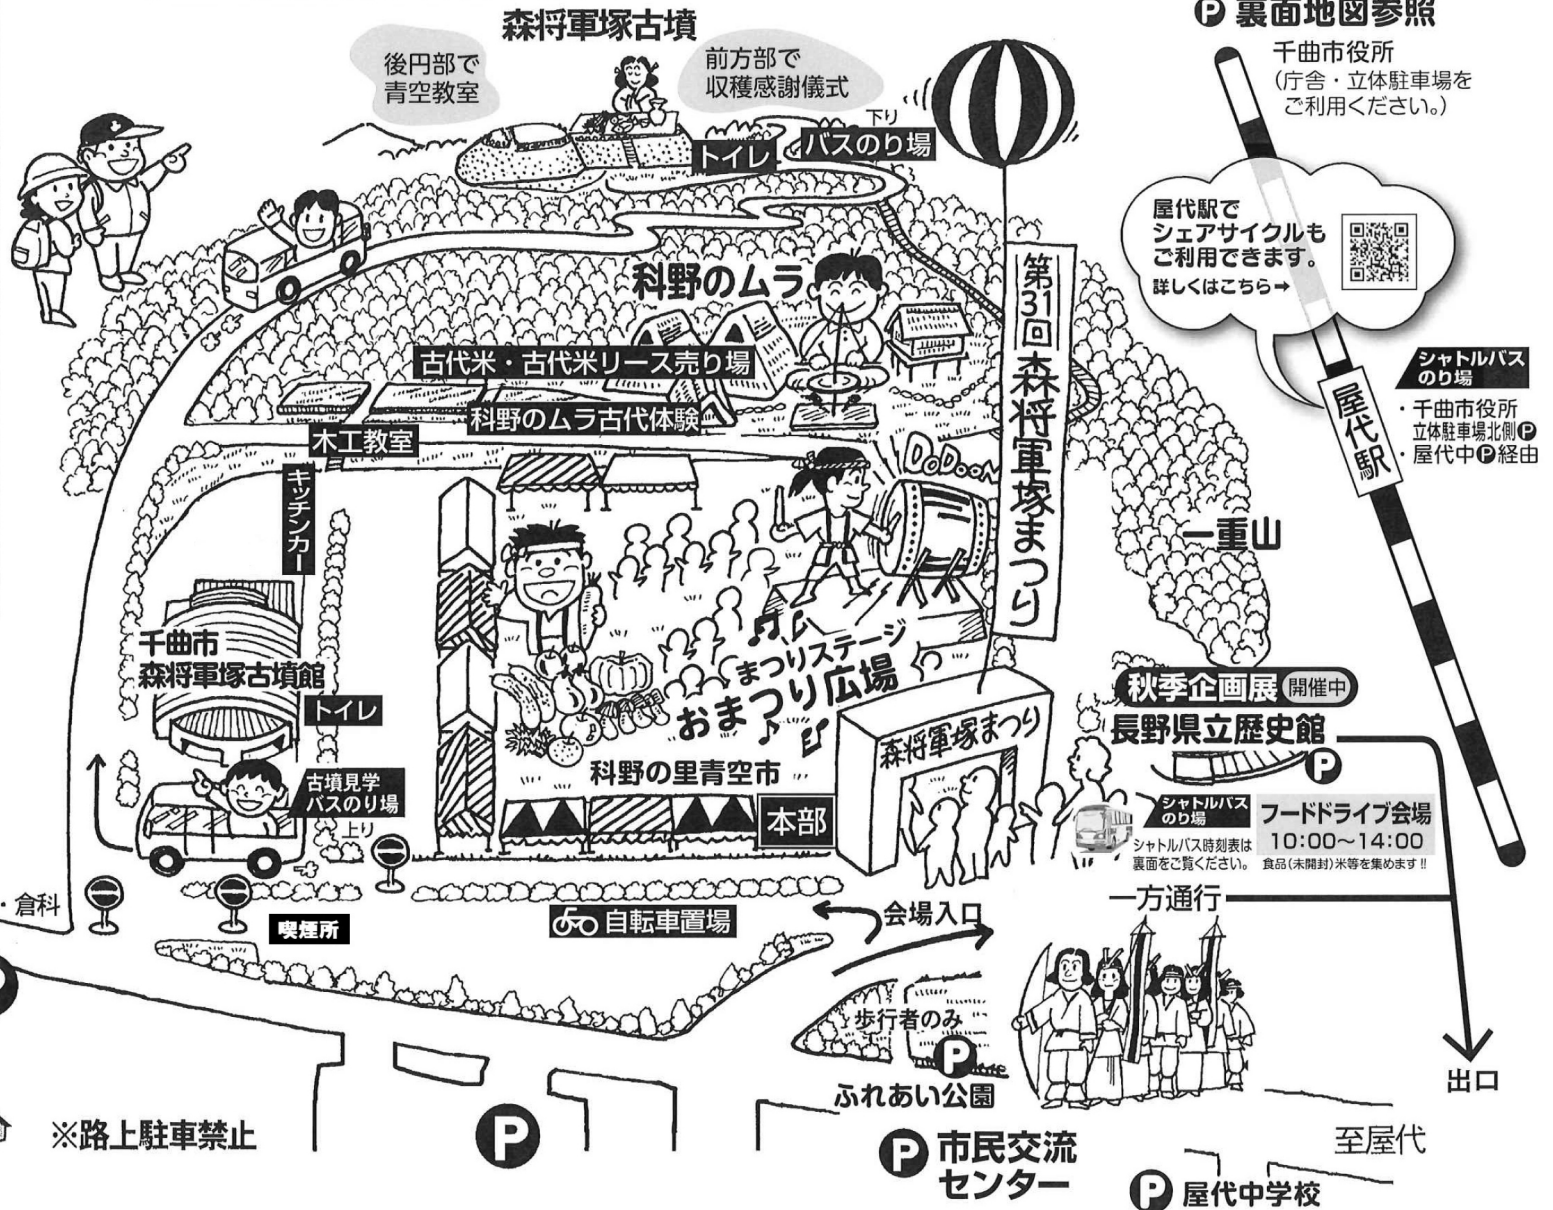 森将軍塚古墳
後円部で
青空教室
前方部で
収穫感謝儀式
トイレ
下り
バスのり場
P 裏面地図参照
千曲市役所
(庁舎・立体駐車場を
ご利用ください。)
屋代駅で
シェアサイクルも
ご利用できます。
詳しくはこちら→
シャトルバス
のり場
・千曲市役所
立体駐車場北側P
・屋代中P経由
屋代駅
科野のムラ
古代米・古代米リース売り場
科野のムラ古代体験
木工教室
キッチンカー
第31回 森将軍塚まつり
DoDooN
一重山
千曲市
森将軍塚古墳館
トイレ
古墳見学
バスのり場
上り
まつりステージ
おまつり広場
科野の里青空市
本部
森将軍塚まつり
秋季企画展 開催中
長野県立歴史館
P
シャトルバス
のり場
シャトルバス時刻表は
裏面をご覧ください。
フードドライブ会場
10:00~14:00
食品(未開封)米等を集めます!!
一方通行
・倉科
喫煙所
自転車置場
会場入口
歩行者のみ
P
ふれあい公園
出口
※路上駐車禁止
P
P 市民交流
センター
至屋代
P 屋代中学校